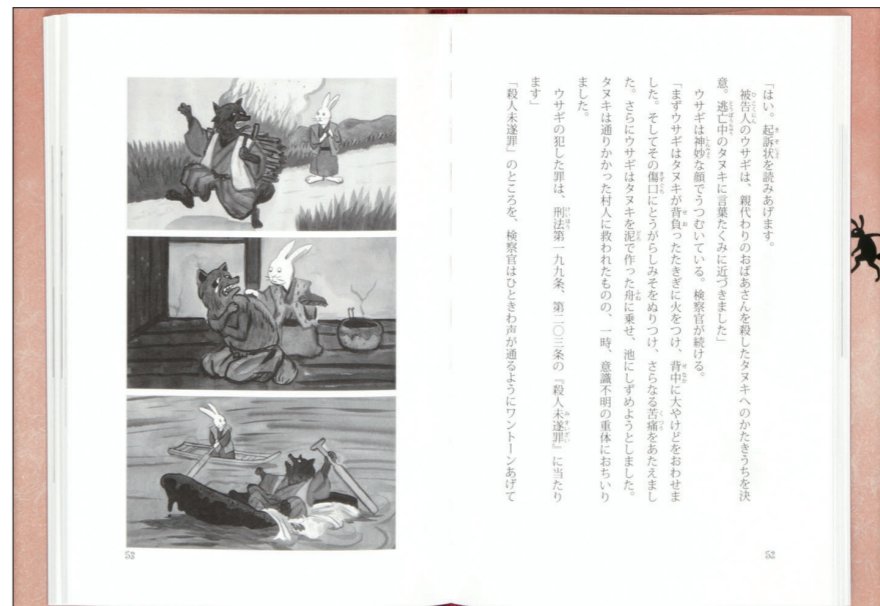 「はい。起訴状を読みあげます。
被告人のウサギは、親代わりのおばあさんを殺したタヌキへのかたきうちを決
意。逃亡中のタヌキに言葉たくみに近づきました」
ウサギは神妙な顔でうつむいている。検察官が続ける。
「まずウサギはタヌキが背負ったたきぎに火をつけ、背中に大やけどをおわせま
した。そしてその傷口にとうがらしみそをぬりつけ、さらなる苦痛をあたえまし
た。さらにウサギはタヌキを泥で作った舟に乗せ、池にしずめようとしました。
タヌキは通りかかった村人に救われたものの、一時、意識不明の重体におちいり
ました。
ウサギの犯した罪は、刑法第一九九条、第二〇三条の『殺人未遂罪』に当たり
ます」
「殺人未遂罪」のところを、検察官はひときわ声が通るようにワントーンあげて
52
52